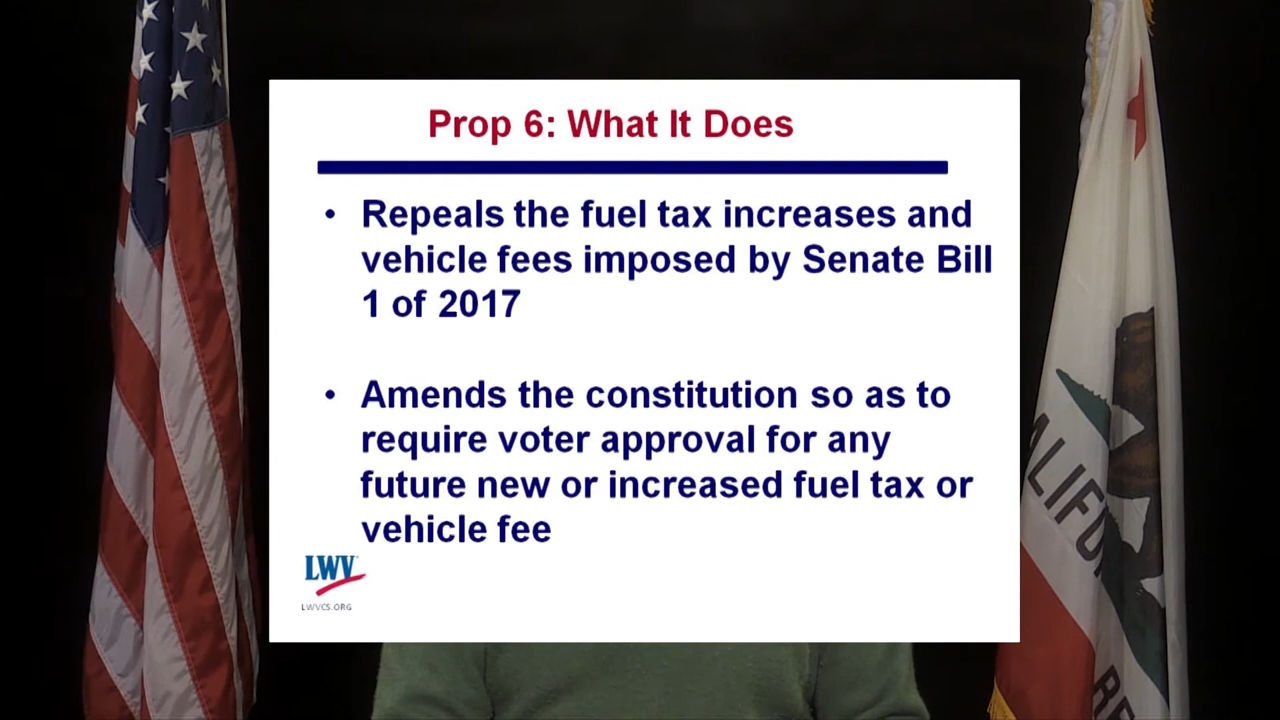 Prop 6: What It Does
• Repeals the fuel tax increases and
vehicle fees imposed by Senate Bill
1 of 2017
• Amends the constitution so as to
require voter approval for any
future new or increased fuel tax or
vehicle fee
LWV
LWVCS.ORG
ALIFO
RE